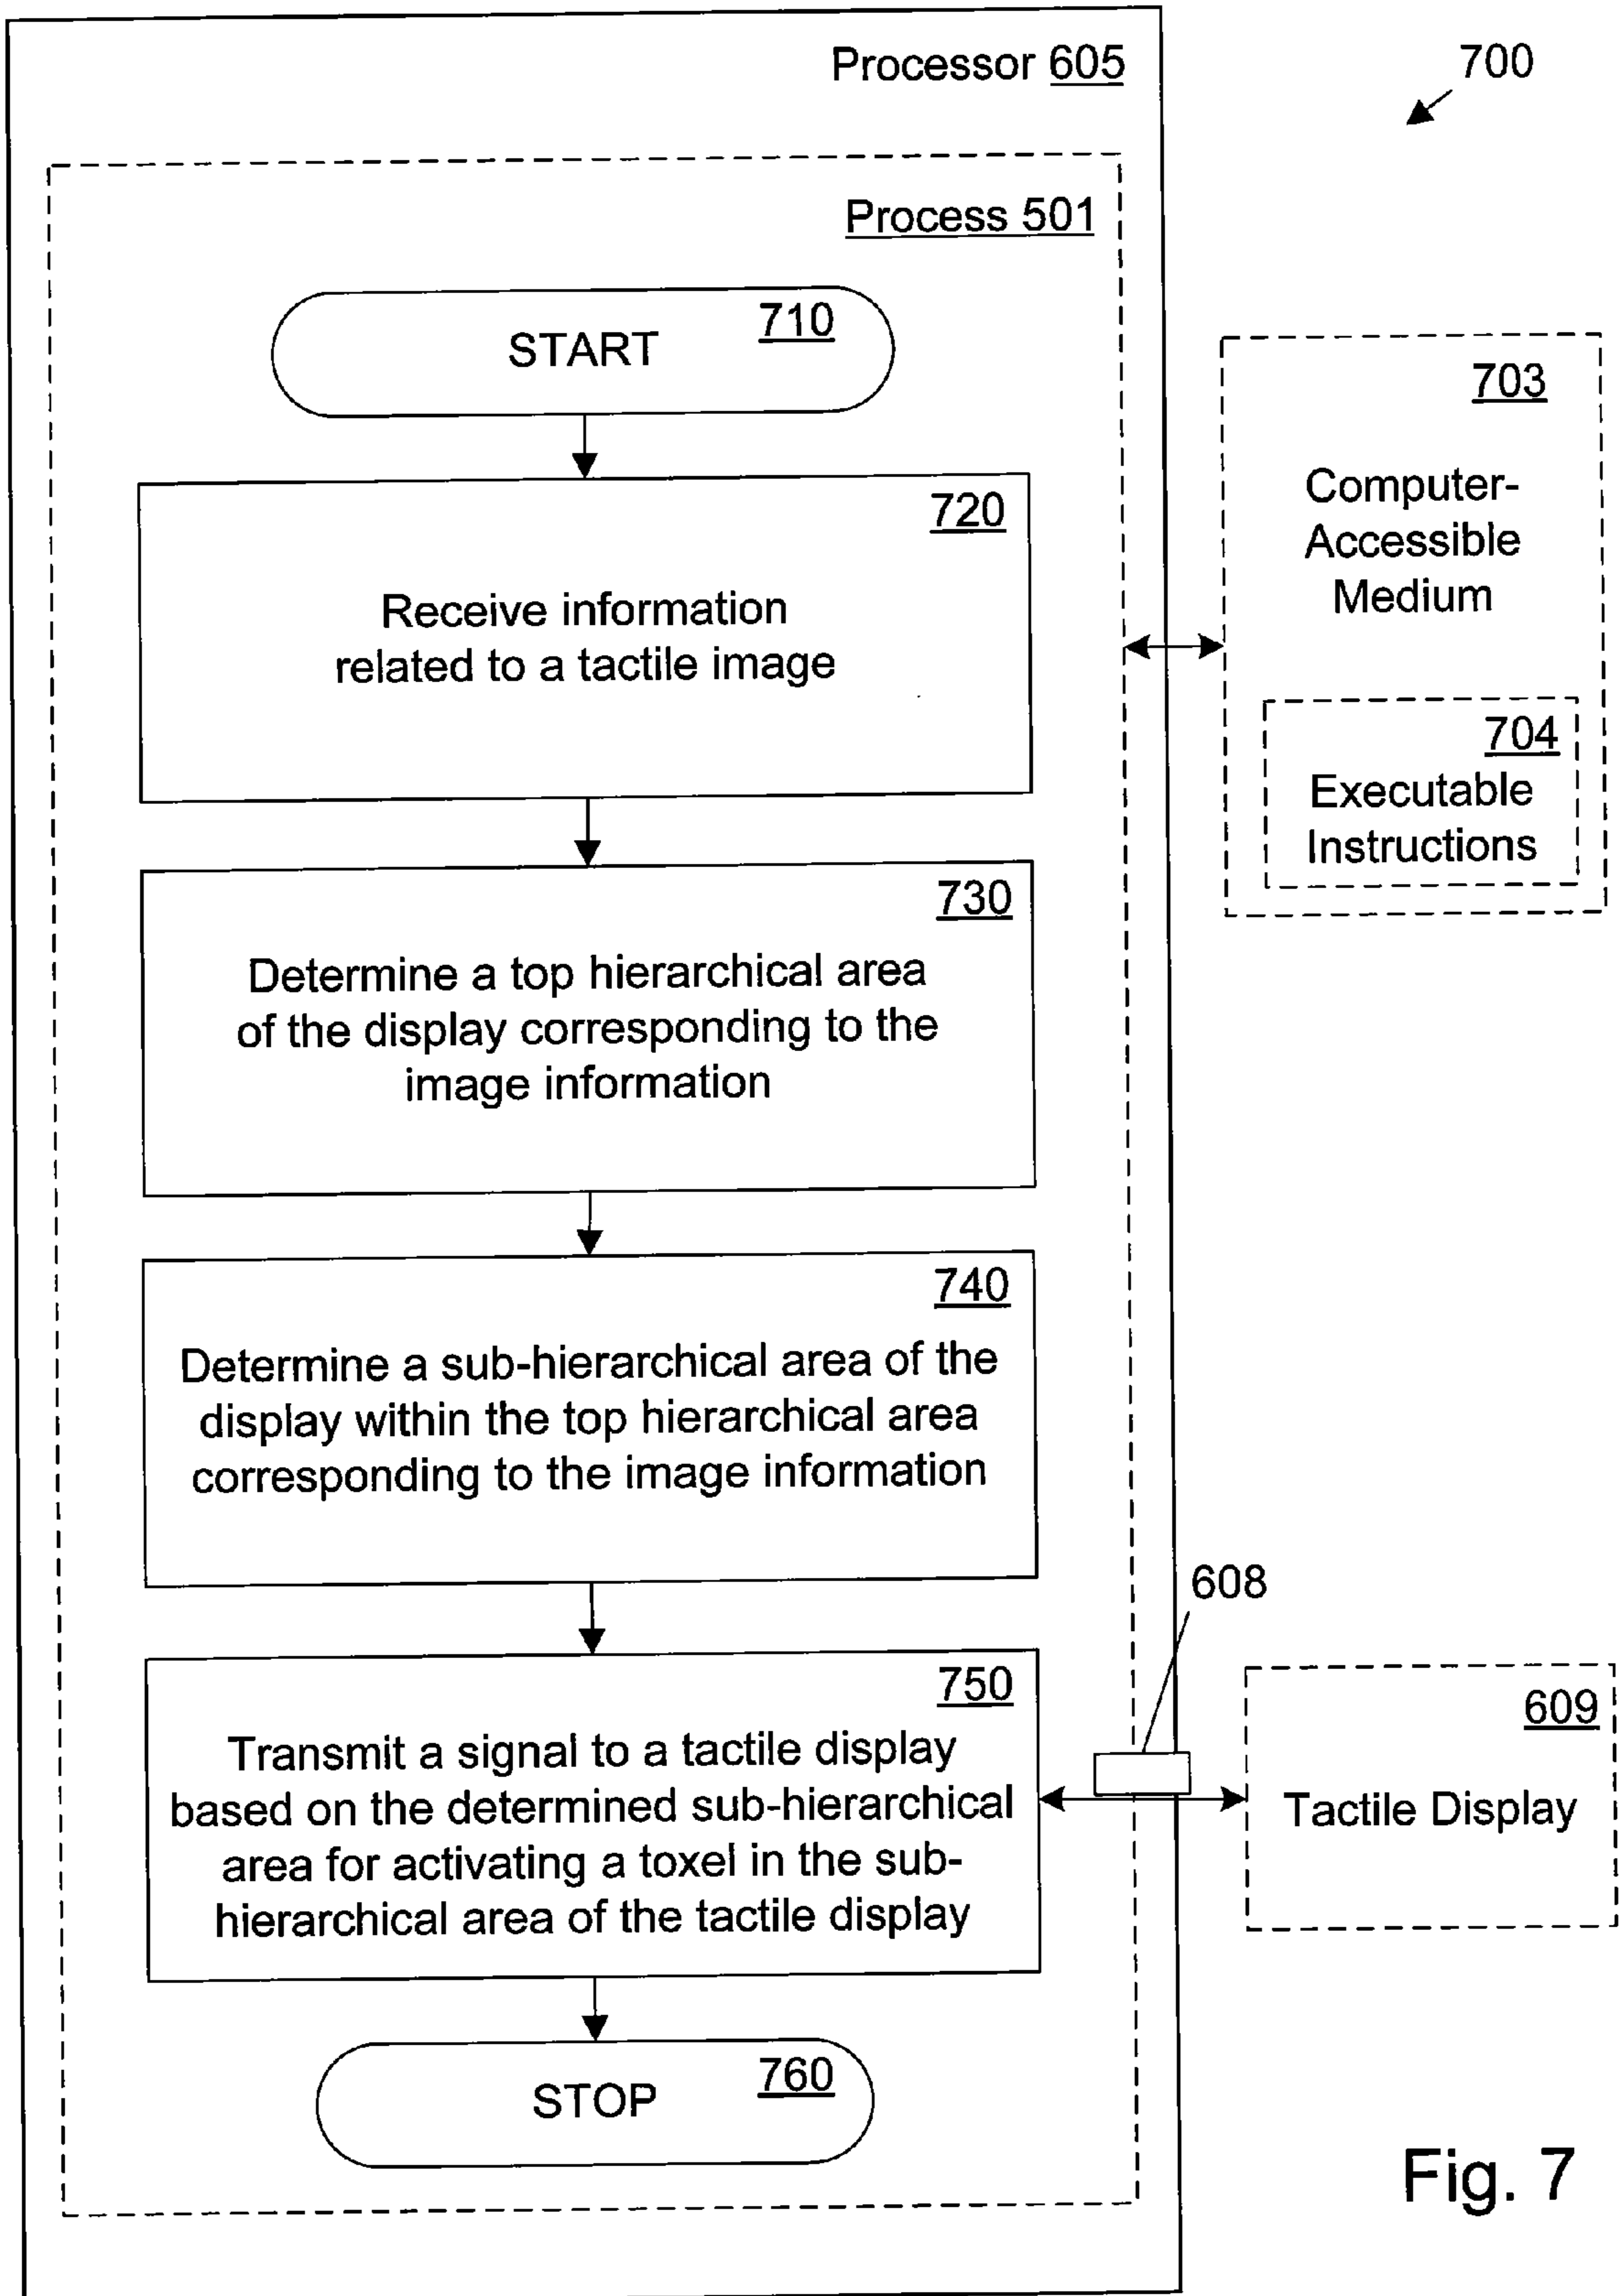 Processor 605
700
Process 501
710
START
720
Receive information
related to a tactile image
730
Determine a top hierarchical area
of the display corresponding to the
image information
740
Determine a sub-hierarchical area of the
display within the top hierarchical area
corresponding to the image information
750
Transmit a signal to a tactile display
based on the determined sub-hierarchical
area for activating a toxel in the sub-
hierarchical area of the tactile display
760
STOP
703
Computer-
Accessible
Medium
704
Executable
Instructions
608
609
Tactile Display
Fig. 7